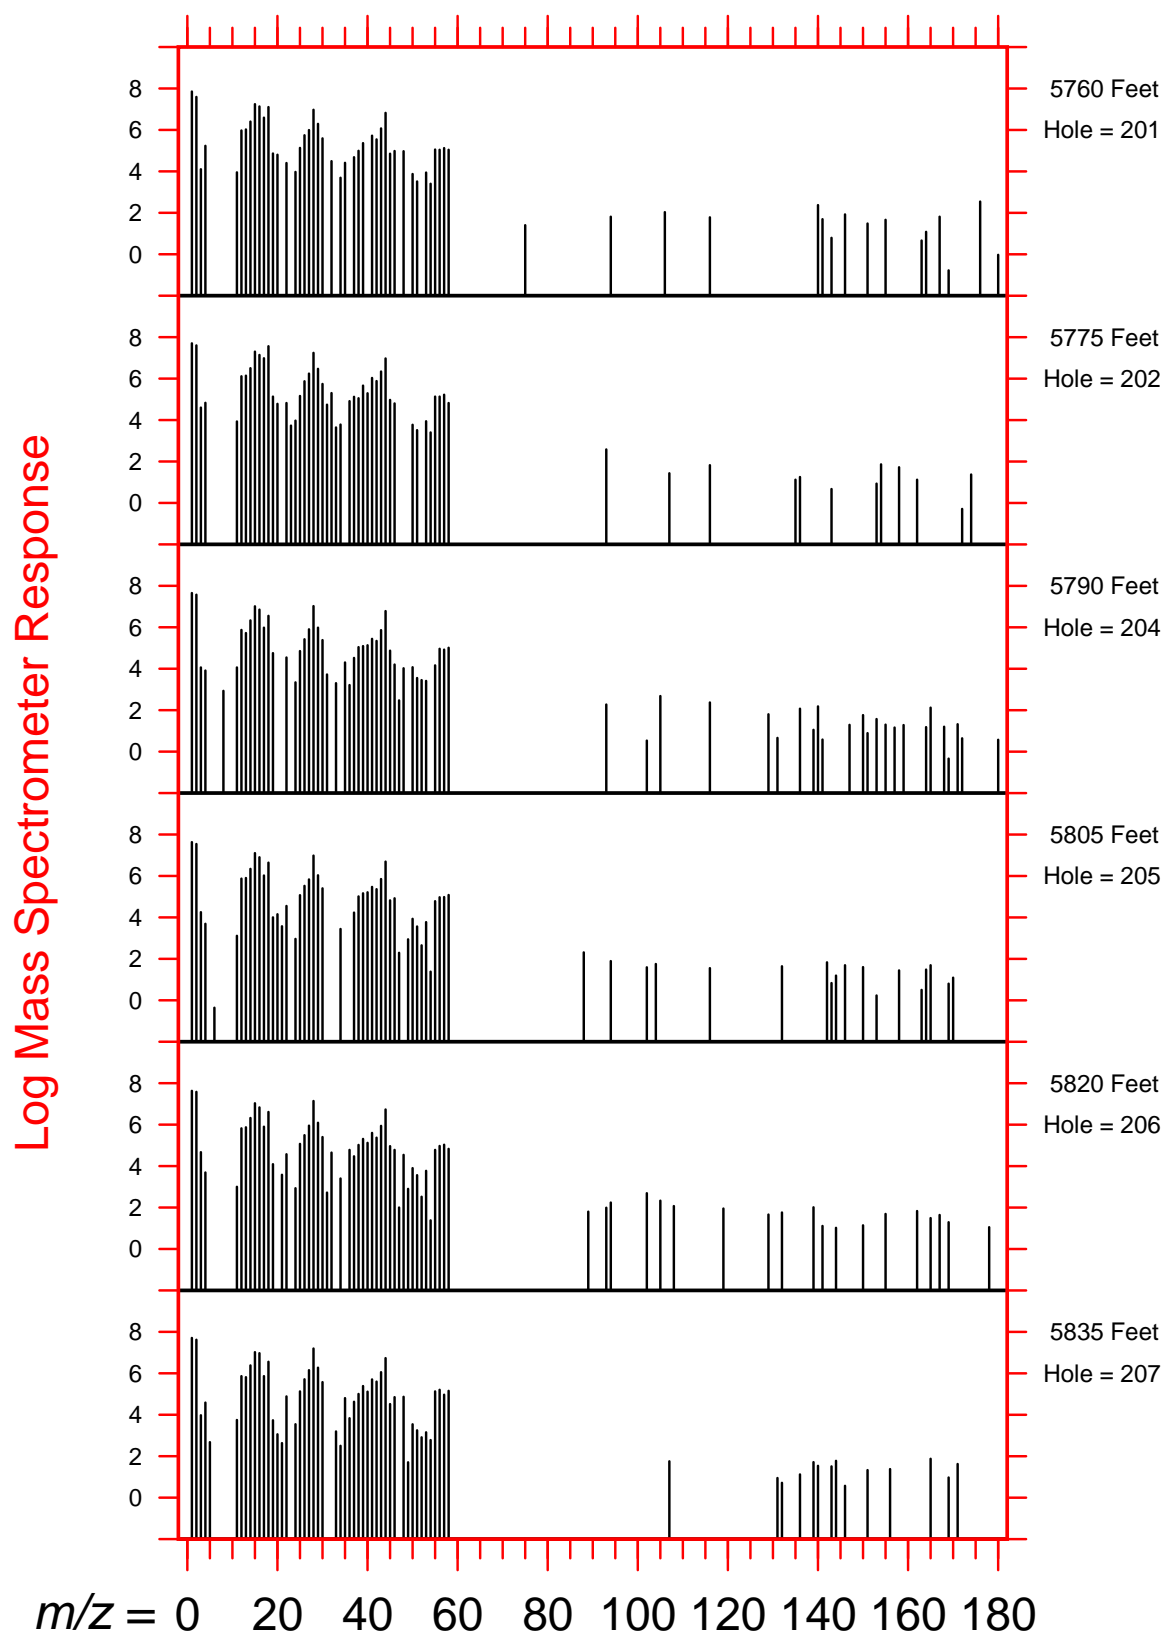 8 5760 Feet
6 Hole = 201
4
2
0
8 5775 Feet
6 Hole = 202
4
2
0
8 5790 Feet
6 Hole = 204
4
2
0
8 5805 Feet
6 Hole = 205
4
2
0
8 5820 Feet
6 Hole = 206
4
2
0
8 5835 Feet
6 Hole = 207
4
2
0
Log Mass Spectrometer Response
m/z = 0 20 40 60 80 100 120 140 160 180